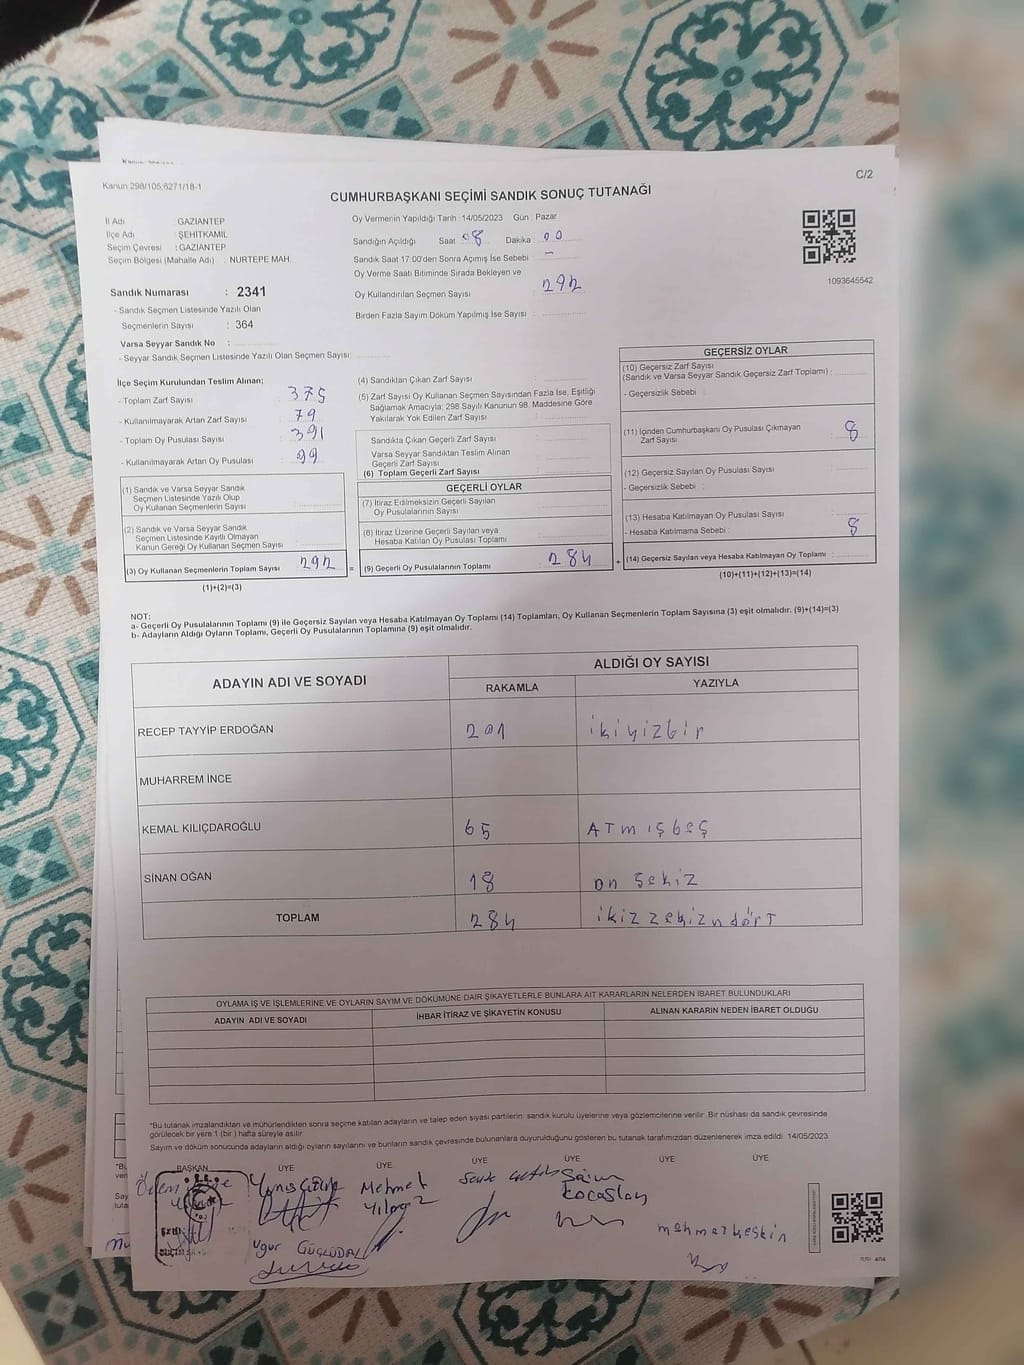 Kanun 298/105,6271/18-1
C/2
CUMHURBAŞKANI SEÇİMİ SANDIK SONUÇ TUTANAĞI
İl Adı : GAZİANTEP
İlçe Adı : ŞEHİTKAMİL
Seçim Çevresi : GAZİANTEP
Seçim Bölgesi (Mahalle Adı) : NURTEPE MAH.
Sandık Numarası : 2341
- Sandık Seçmen Listesinde Yazılı Olan
Seçmenlerin Sayısı : 364
Varsa Seyyar Sandık No :
- Seyyar Sandık Seçmen Listesinde Yazılı Olan Seçmen Sayısı:
Oy Vermenin Yapıldığı Tarih : 14/05/2023 Gün : Pazar
Sandığın Açıldığı Saat 08 Dakika : 00
Sandık Saat 17:00'den Sonra Açımış İse Sebebi : -
Oy Verme Saati Bitiminde Sırada Bekleyen ve
Oy Kullandırılan Seçmen Sayısı : 292
Birden Fazla Sayım Döküm Yapılmış İse Sayısı :
1093645542
İlçe Seçim Kurulundan Teslim Alınan;
- Toplam Zarf Sayısı : 375
- Kullanılmayarak Artan Zarf Sayısı : 79
- Toplam Oy Pusulası Sayısı : 391
- Kullanılmayarak Artan Oy Pusulası : 99
(1) Sandık ve Varsa Seyyar Sandık
Seçmen Listesinde Yazılı Olup
Oy Kullanan Seçmen Sayısı :
(2) Sandık ve Varsa Seyyar Sandık
Seçmen Listesinde Kayıtlı Olmayan
Kanun Gereği Oy Kullanan Seçmen Sayısı :
(3) Oy Kullanan Seçmenlerin Toplam Sayısı : 292 =
(1)+(2)=(3)
(4) Sandıktan Çıkan Zarf Sayısı :
(5) Zarf Sayısı Oy Kullanan Seçmen Sayısından Fazla İse, Eşitliği
Sağlamak Amacıyla; 298 Sayılı Kanunun 98. Maddesine Göre
Yakılarak Yok Edilen Zarf Sayısı :
Sandıkta Çıkan Geçerli Zarf Sayısı :
Varsa Seyyar Sandıktan Teslim Alınan
Geçerli Zarf Sayısı :
(6) Toplam Geçerli Zarf Sayısı :
GEÇERLİ OYLAR
(7) İtiraz Edilmeksizin Geçerli Sayılan
Oy Pusulalarının Sayısı :
(8) İtiraz Üzerine Geçerli Sayılan veya
Hesaba Katılan Oy Pusulası Toplamı :
(9) Geçerli Oy Pusulalarının Toplamı : 284 +
GEÇERSİZ OYLAR
(10) Geçersiz Zarf Sayısı
(Sandık ve Varsa Seyyar Sandık Geçersiz Zarf Toplamı) :
- Geçersizlik Sebebi :
(11) İçinden Cumhurbaşkanı Oy Pusulası Çıkmayan
Zarf Sayısı : 8
(12) Geçersiz Sayılan Oy Pusulası Sayısı :
- Geçersizlik Sebebi :
(13) Hesaba Katılmayan Oy Pusulası Sayısı :
- Hesaba Katılmama Sebebi : 8
(14) Geçersiz Sayılan veya Hesaba Katılmayan Oy Toplamı :
(10)+(11)+(12)+(13)=(14)
NOT:
a- Geçerli Oy Pusulalarının Toplamı (9) ile Geçersiz Sayılan veya Hesaba Katılmayan Oy Toplamı (14) Toplamları, Oy Kullanan Seçmenlerin Toplam Sayısına (3) eşit olmalıdır. (9)+(14)=(3)
b- Adayların Aldığı Oyların Toplamı, Geçerli Oy Pusulalarının Toplamına (9) eşit olmalıdır.
ADAYIN ADI VE SOYADI ALDIĞI OY SAYISI
RAKAMLA YAZIYLA
RECEP TAYYİP ERDOĞAN 201 ikiyizbir
MUHARREM İNCE
KEMAL KILIÇDAROĞLU 65 ATmışbeş
SİNAN OĞAN 18 on Sekiz
TOPLAM 284 ikiz zekizndörT
OYLAMA İŞ VE İŞLEMLERİNE VE OYLARIN SAYIM VE DÖKÜMÜNE DAİR ŞİKAYETLERLE BUNLARA AİT KARARLARIN NELERDEN İBARET BULUNDUKLARI
ADAYIN ADI VE SOYADI İHBAR İTİRAZ VE ŞİKAYETİN KONUSU ALINAN KARARIN NEDEN İBARET OLDUĞU
*Bu tutanak imzalandıktan ve mühürlendikten sonra seçime katılan adayların ve talep eden siyasi partilerin sandık kurulu üyelerine veya gözlemcilerine verilir. Bir nüshası da sandık çevresinde
görülecek bir yere 1 (bir) hafta süreyle asılır
Sayım ve döküm sonucunda adayların aldığı oyların sayılarını ve bunların sandık çevresinde bulunanlara duyurulduğunu gösteren bu tutanak tarafımızdan düzenlenerek imza edildi. 14/05/2023
BAŞKAN ÜYE ÜYE ÜYE ÜYE ÜYE ÜYE
Mehmet
Yılmaz
Saim
Kocaslan
Ugur GÜÇLÜDAL
mehmet keskin